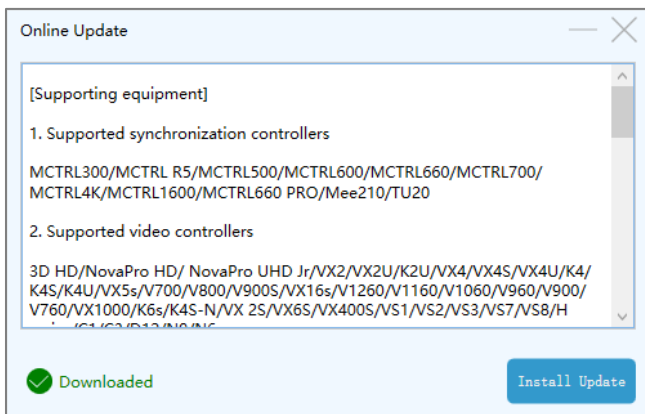 Online Update
[Supporting equipment]
1. Supported synchronization controllers
MCTRL300/MCTRL R5/MCTRL500/MCTRL600/MCTRL660/MCTRL700/
MCTRL4K/MCTRL1600/MCTRL660 PRO/Mee210/TU20
2. Supported video controllers
3D HD/NovaPro HD/ NovaPro UHD Jr/VX2/VX2U/K2U/VX4/VX4S/VX4U/K4/
K4S/K4U/VX5s/V700/V800/V900S/VX16s/V1260/V1160/V1060/V960/V900/
V760/VX1000/K6s/K4S-N/VX 2S/VX6S/VX400S/VS1/VS2/VS3/VS7/VS8/H
Downloaded
Install Update